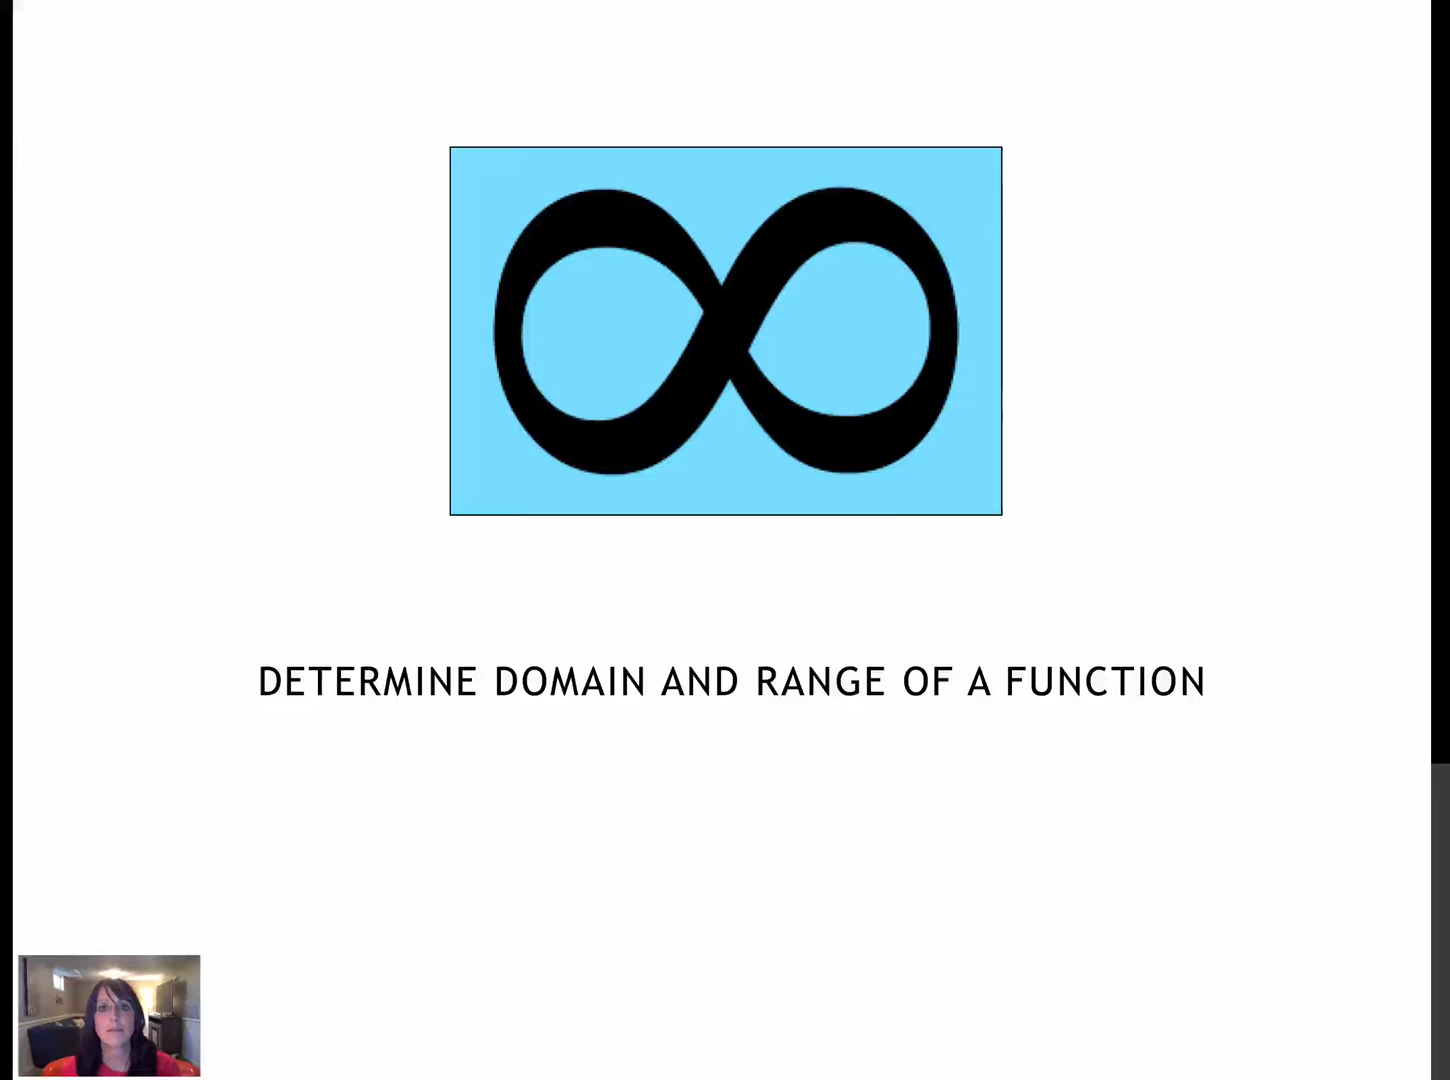 ∞
DETERMINE DOMAIN AND RANGE OF A FUNCTION